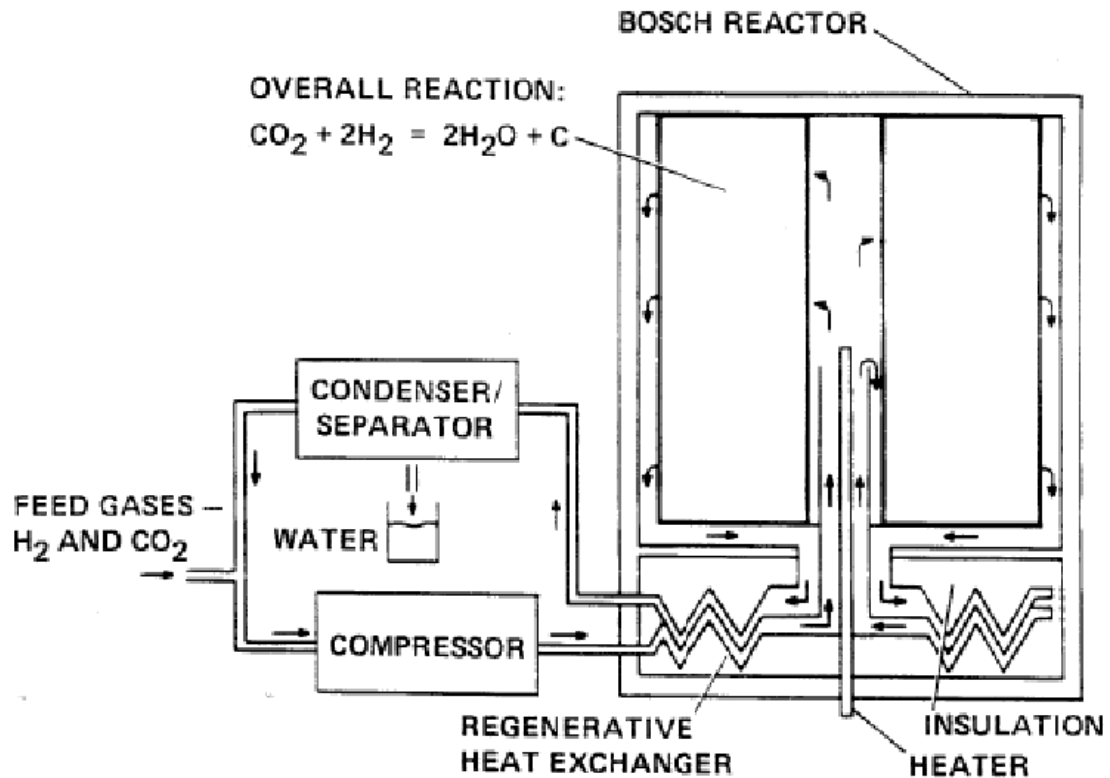 BOSCH REACTOR
OVERALL REACTION:
CO₂ + 2H₂ = 2H₂O + C
CONDENSER/
SEPARATOR
FEED GASES
H₂ AND CO₂
WATER
COMPRESSOR
REGENERATIVE
HEAT EXCHANGER
INSULATION
HEATER